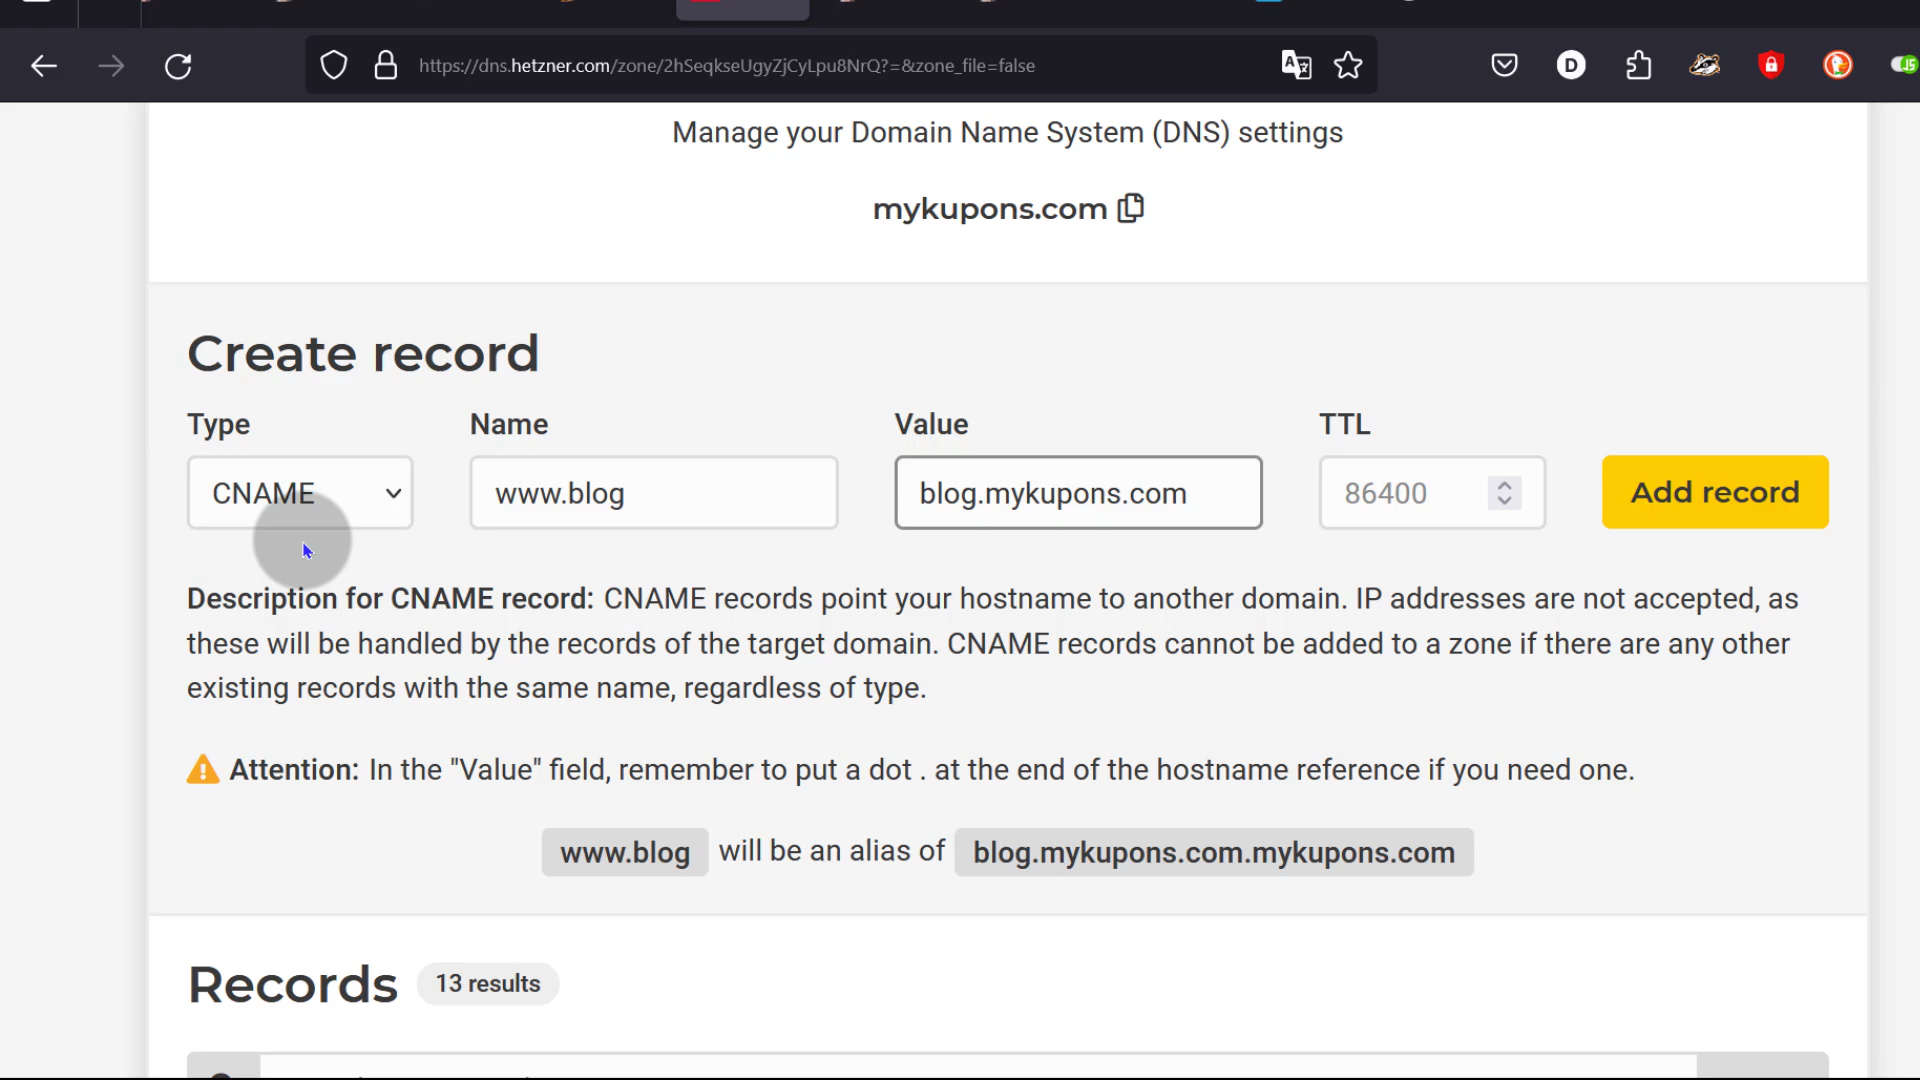 https://dns.hetzner.com/zone/2hSeqkseUgyZjCyLpu8NrQ?=&zone_file=false
D
JS
Manage your Domain Name System (DNS) settings
mykupons.com
Create record
Type Name Value TTL
CNAME www.blog blog.mykupons.com 86400 Add record
Description for CNAME record: CNAME records point your hostname to another domain. IP addresses are not accepted, as
these will be handled by the records of the target domain. CNAME records cannot be added to a zone if there are any other
existing records with the same name, regardless of type.
Attention: In the "Value" field, remember to put a dot . at the end of the hostname reference if you need one.
www.blog will be an alias of blog.mykupons.com.mykupons.com
Records 13 results